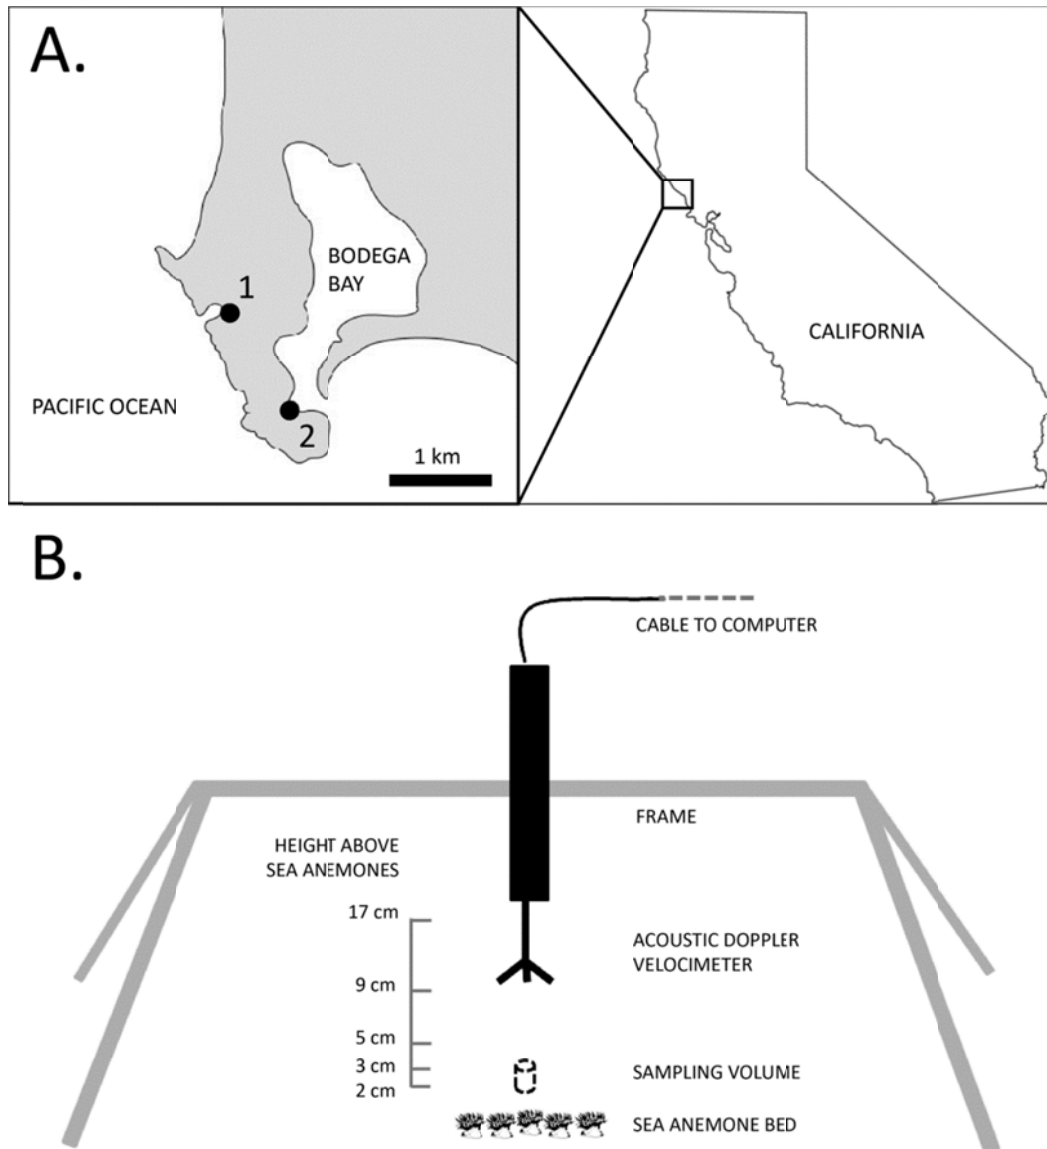 A.
1
BODEGA
BAY
PACIFIC OCEAN
2
1 km
CALIFORNIA
B.
CABLE TO COMPUTER
FRAME
HEIGHT ABOVE
SEA ANEMONES
17 cm
ACOUSTIC DOPPLER
VELOCIMETER
9 cm
5 cm
3 cm
2 cm
SAMPLING VOLUME
SEA ANEMONE BED